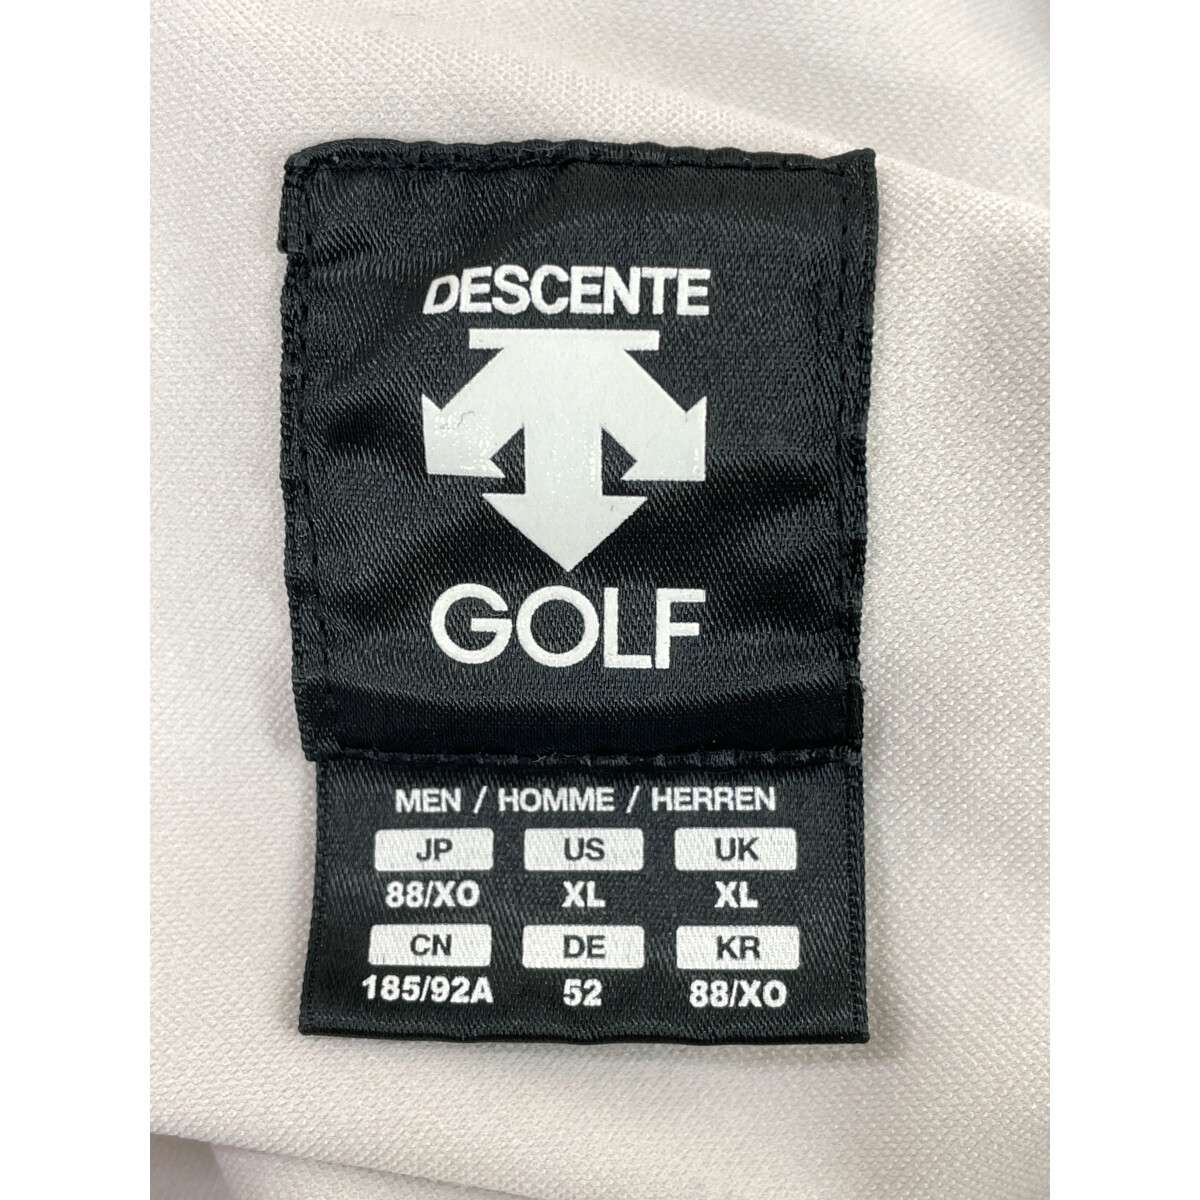 DESCENTE
GOLF
MEN / HOMME / HERREN
JP US UK
88/XO XL XL
CN DE KR
185/92A 52 88/XO